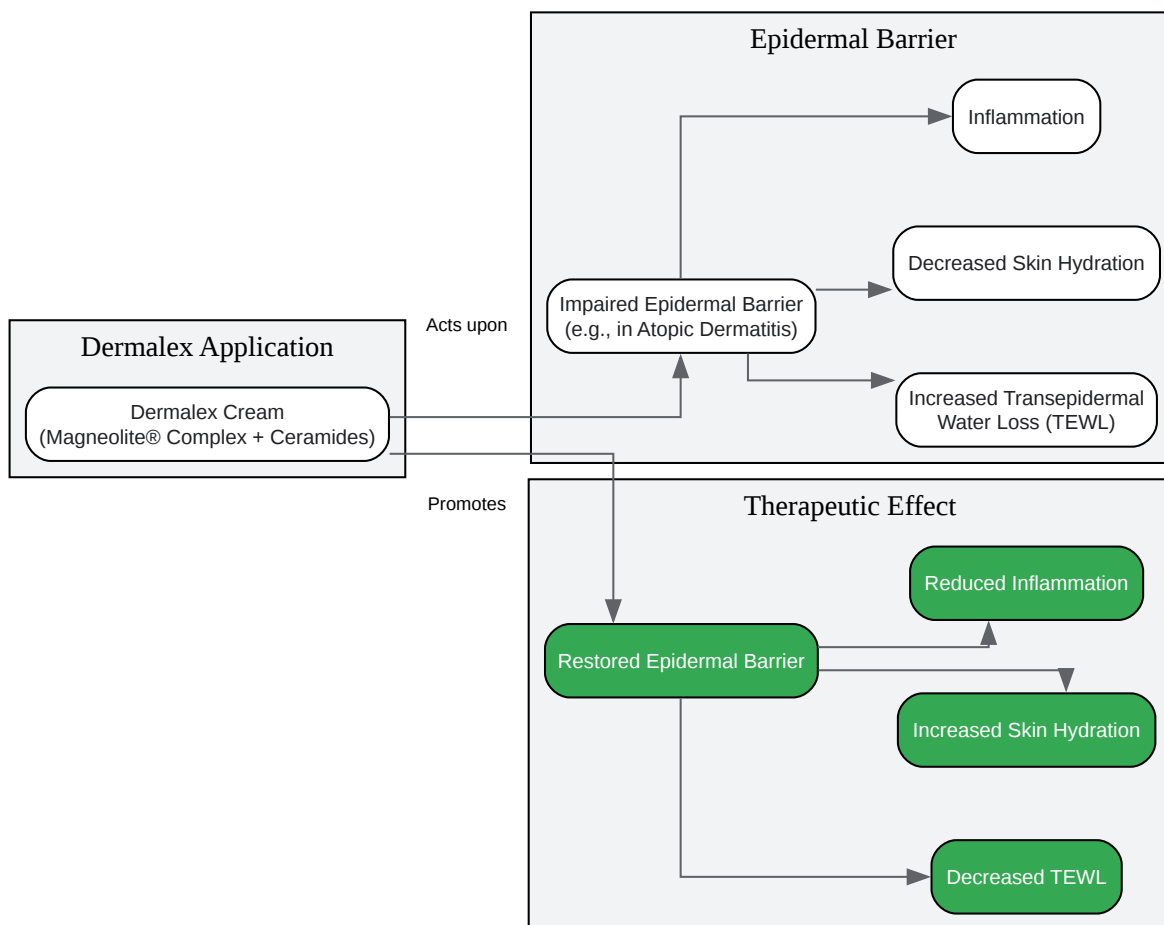 Epidermal Barrier
Inflammation
Decreased Skin Hydration
Impaired Epidermal Barrier
(e.g., in Atopic Dermatitis)
Increased Transepidermal
Water Loss (TEWL)
Acts upon
Dermalex Application
Dermalex Cream
(Magneolite® Complex + Ceramides)
Promotes
Therapeutic Effect
Reduced Inflammation
Restored Epidermal Barrier
Increased Skin Hydration
Decreased TEWL